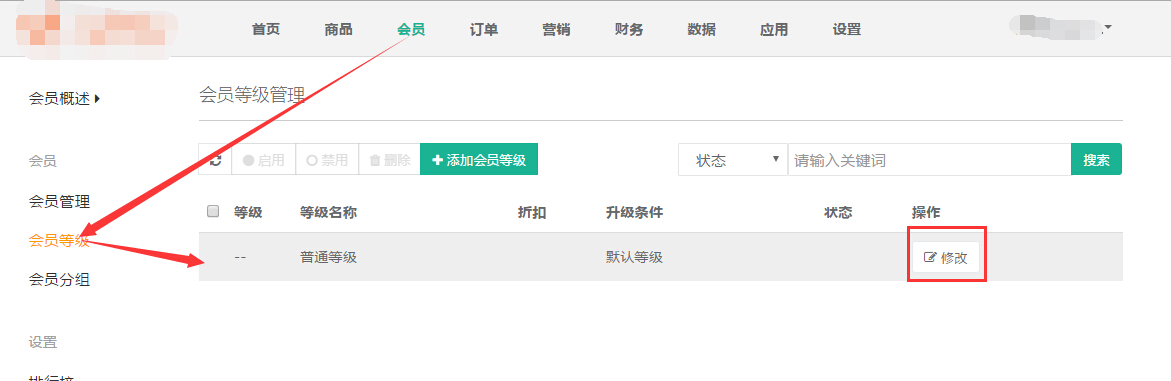 首页 商品 会员 订单 营销 财务 数据 应用 设置
会员概述
会员等级管理
会员
启用 禁用 删除 添加会员等级 状态 请输入关键词 搜索
会员管理
等级 等级名称 折扣 升级条件 状态 操作
会员等级
-- 普通等级 默认等级 修改
会员分组
设置
排行榜